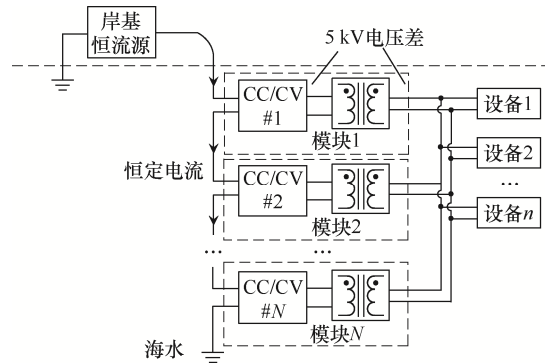 岸基
恒流源
5 kV电压差
CC/CV
#1
模块1
设备1
恒定电流
CC/CV
#2
模块2
设备2
···
设备n
···
···
CC/CV
#N
模块N
海水